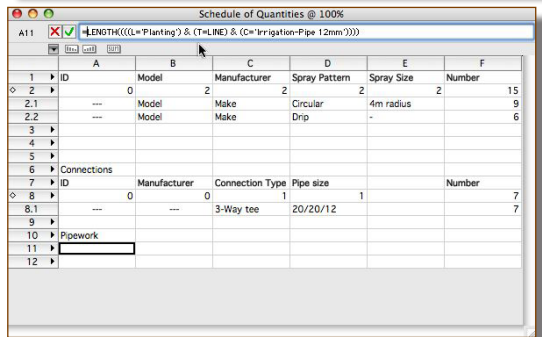 Schedule of Quantities @ 100%
A11 =LENGTH((((L='Planting') & (T=LINE) & (C='Irrigation-Pipe 12mm'))))
A B C D E F
1 ID Model Manufacturer Spray Pattern Spray Size Number
2 0 2 2 2 2 15
2.1 --- Model Make Circular 4m radius 9
2.2 --- Model Make Drip - 6
3
4
5
6 Connections
7 ID Manufacturer Connection Type Pipe size Number
8 0 0 1 1 7
8.1 --- --- 3-Way tee 20/20/12 7
9
10 Pipework
11
12